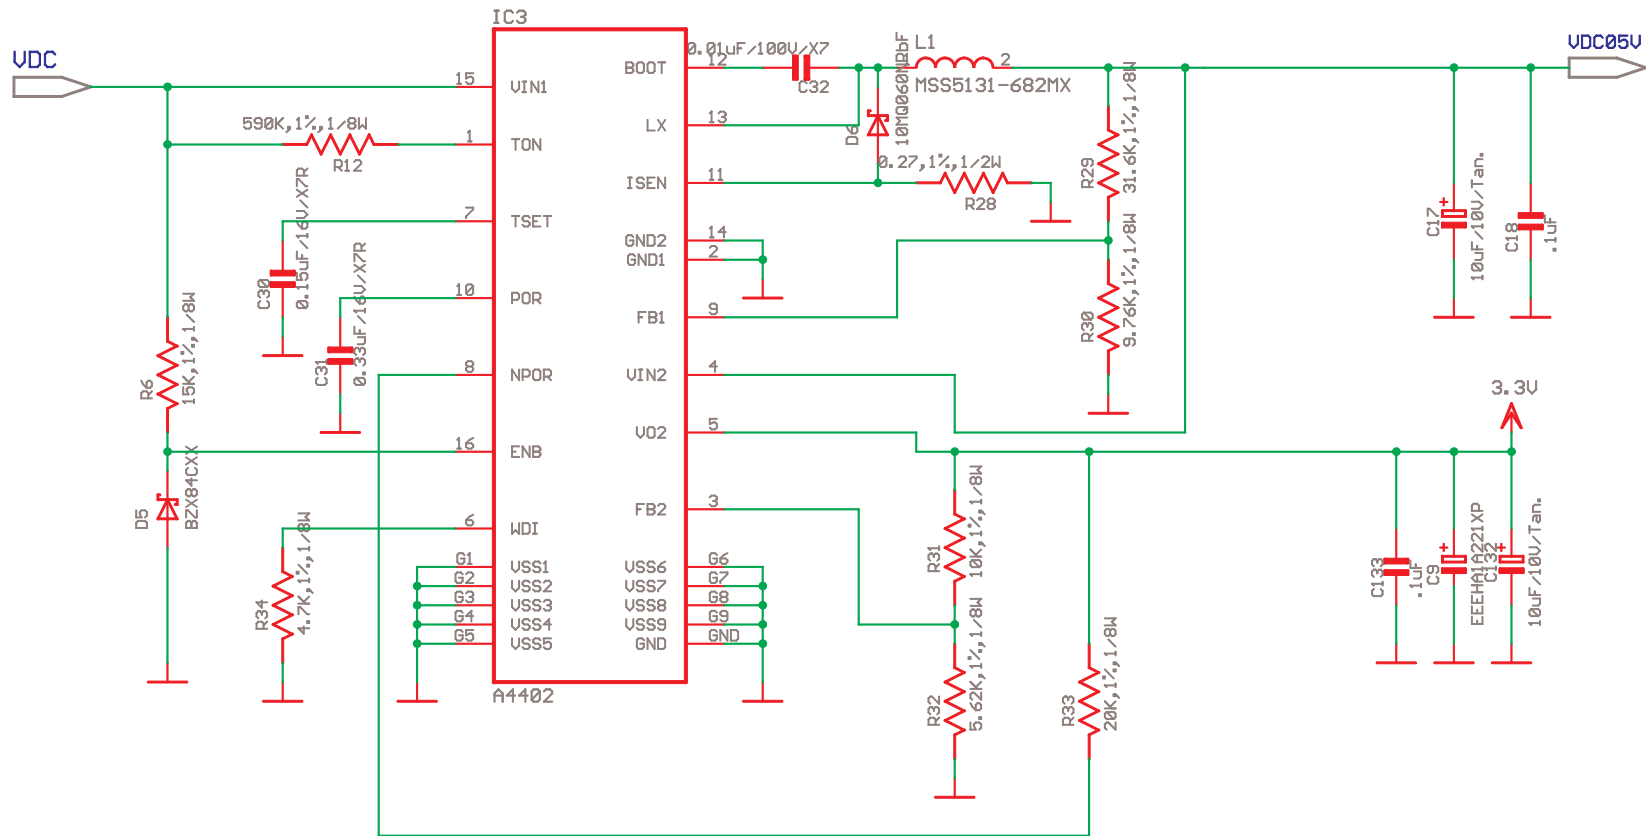 IC3
VDC
VDC05V
0.01uF/100V/X7
C32
L1
MSS5131-682MX
1
2
D6
10MQ060NRbF
15
VIN1
BOOT
12
590K,1%,1/8W
R12
1
TON
LX
13
0.27,1%,1/2W
R28
ISEN
11
R29
31.6K,1%,1/8W
7
TSET
C30
0.15uF/16V/X7R
GND2
14
GND1
2
C17
+
10uF/10V/Tan.
C18
.1uF
10
POR
C31
0.33uF/16V/X7R
FB1
9
R30
9.76K,1%,1/8W
R6
15K,1%,1/8W
8
NPOR
VIN2
4
3.3V
VO2
5
16
ENB
D5
BZX84CXX
FB2
3
R31
10K,1%,1/8W
6
WDI
R34
4.7K,1%,1/8W
C133
.1uF
C9
+
EEEHA1A221XP
C132
+
10uF/10V/Tan.
G1
VSS1
VSS6
G6
G2
VSS2
VSS7
G7
G3
VSS3
VSS8
G8
G4
VSS4
VSS9
G9
G5
VSS5
GND
GND
A4402
R32
5.62K,1%,1/8W
R33
20K,1%,1/8W